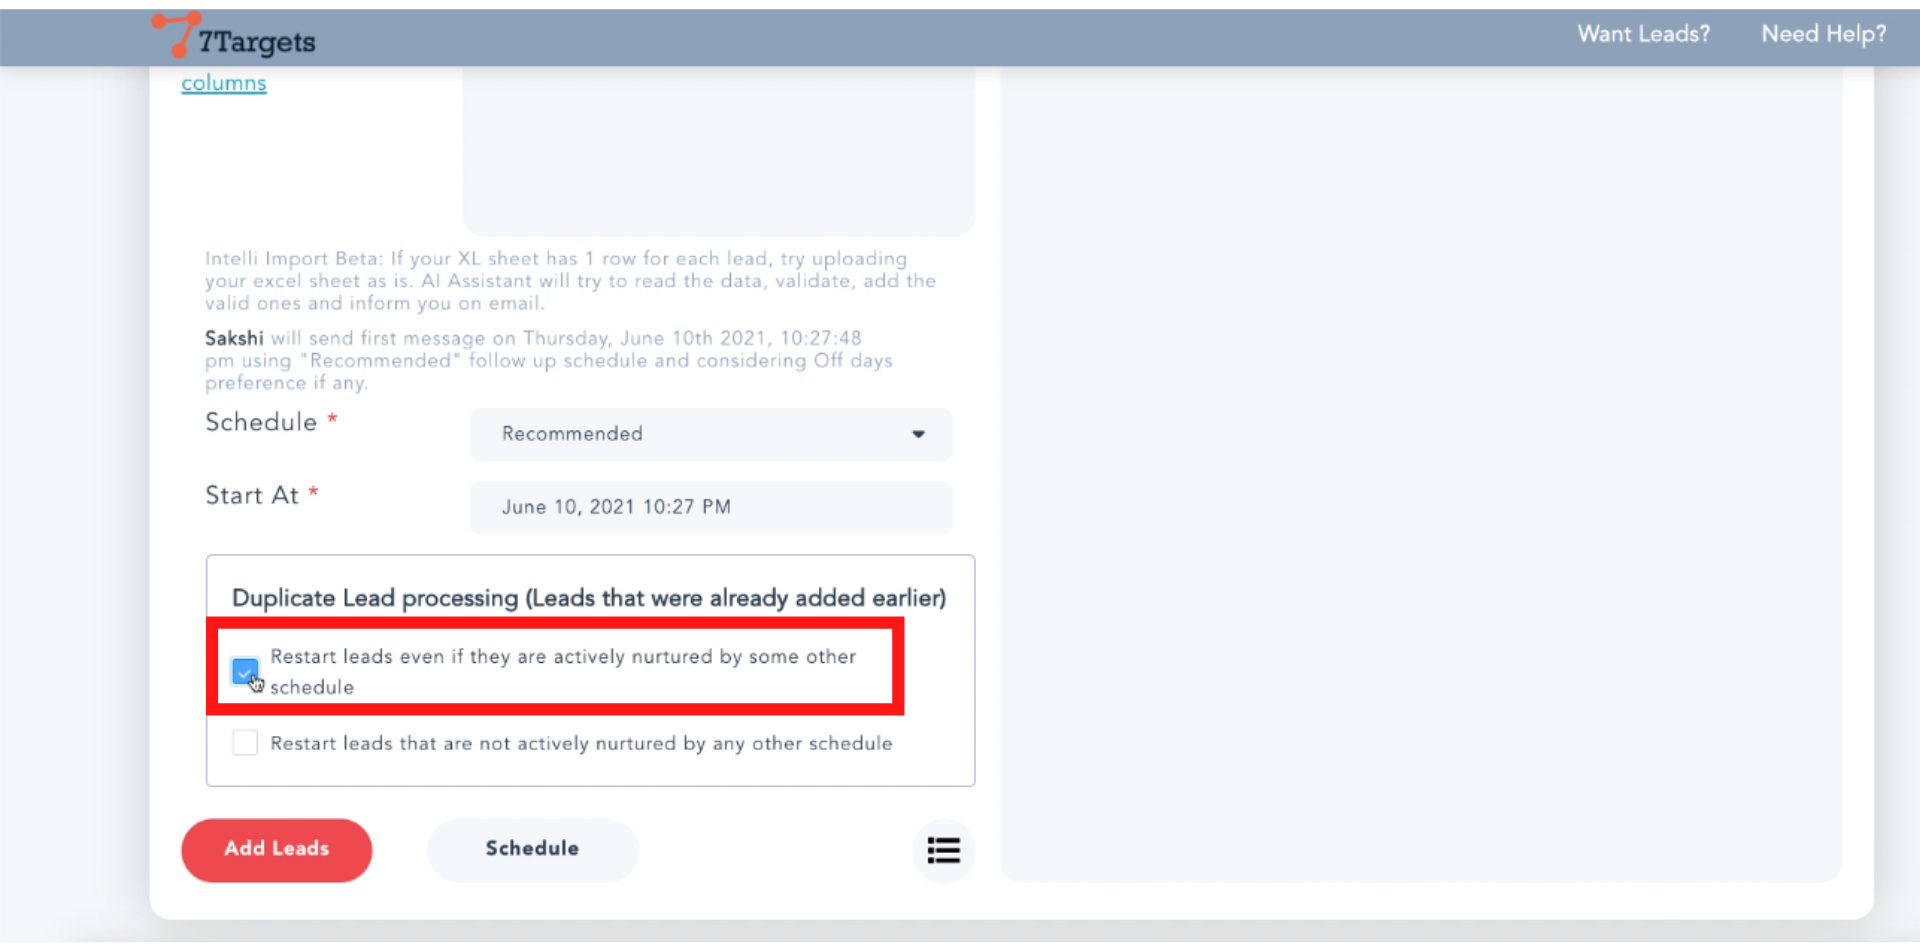 7Targets
Want Leads?
Need Help?
columns
Intelli Import Beta: If your XL sheet has 1 row for each lead, try uploading
your excel sheet as is. AI Assistant will try to read the data, validate, add the
valid ones and inform you on email.
Sakshi will send first message on Thursday, June 10th 2021, 10:27:48
pm using "Recommended" follow up schedule and considering Off days
preference if any.
Schedule *
Recommended
Start At *
June 10, 2021 10:27 PM
Duplicate Lead processing (Leads that were already added earlier)
Restart leads even if they are actively nurtured by some other
schedule
Restart leads that are not actively nurtured by any other schedule
Add Leads
Schedule